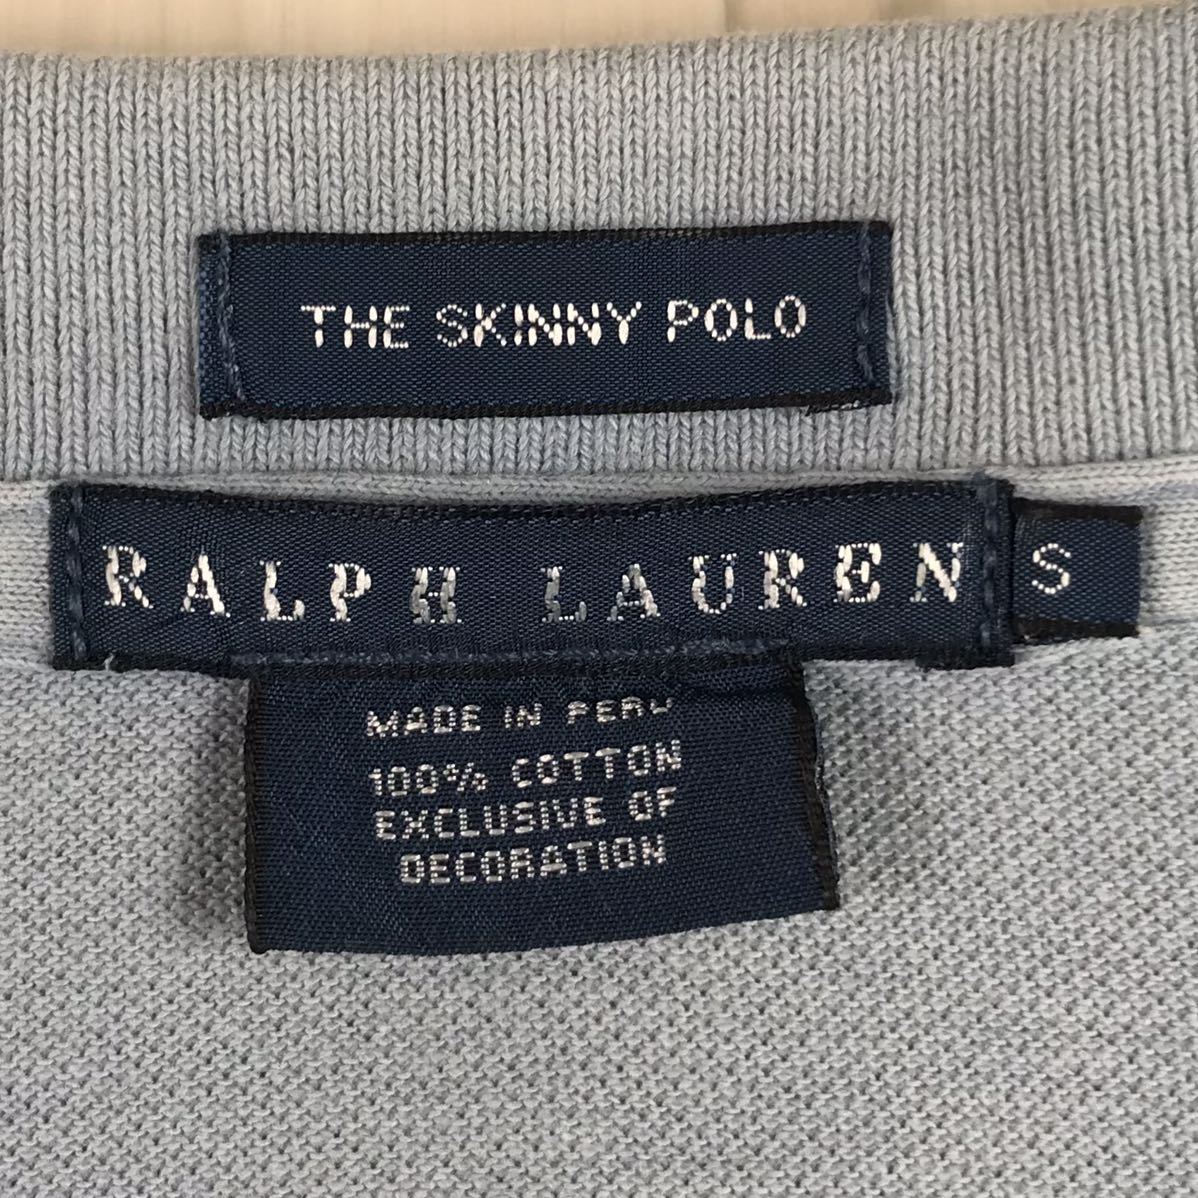 THE SKINNY POLO
RALPH LAUREN S
MADE IN PERU
100% COTTON
EXCLUSIVE OF
DECORATION